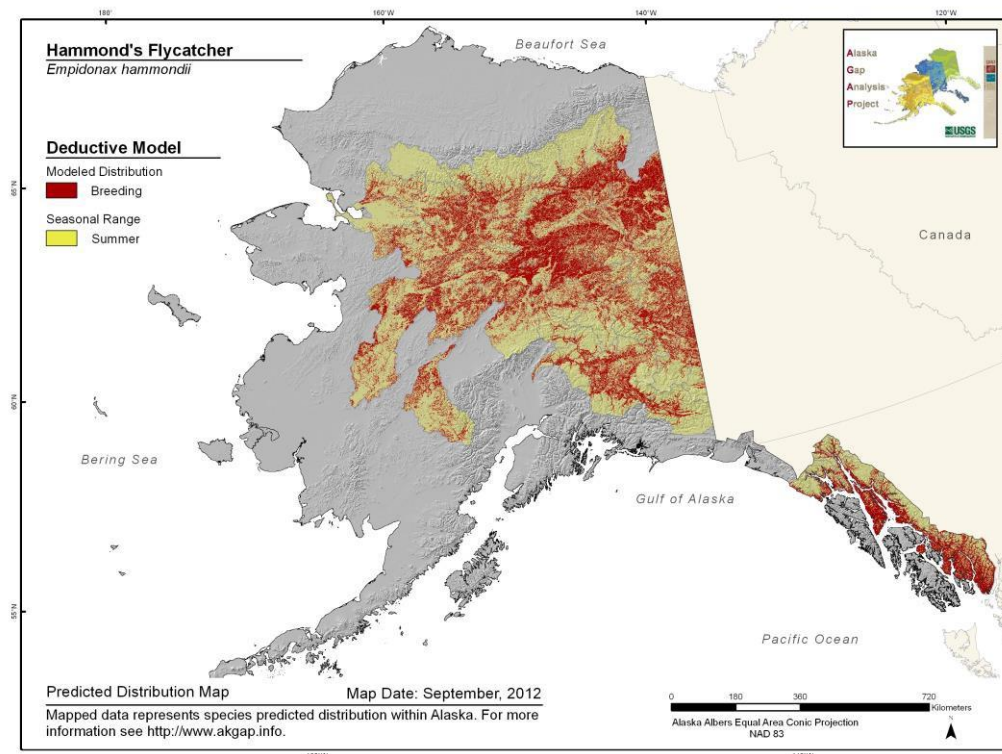 180°
160°W
140°W
120°W
Hammond's Flycatcher
Empidonax hammondii
Beaufort Sea
Alaska
Gap
Analysis
Project
USGS
Deductive Model
Modeled Distribution
Breeding
Seasonal Range
Summer
65°N
Canada
60°N
Bering Sea
Gulf of Alaska
55°N
Pacific Ocean
Predicted Distribution Map
Map Date: September, 2012
Mapped data represents species predicted distribution within Alaska. For more
information see http://www.akgap.info.
0 180 360 720
Kilometers
Alaska Albers Equal Area Conic Projection
NAD 83
N